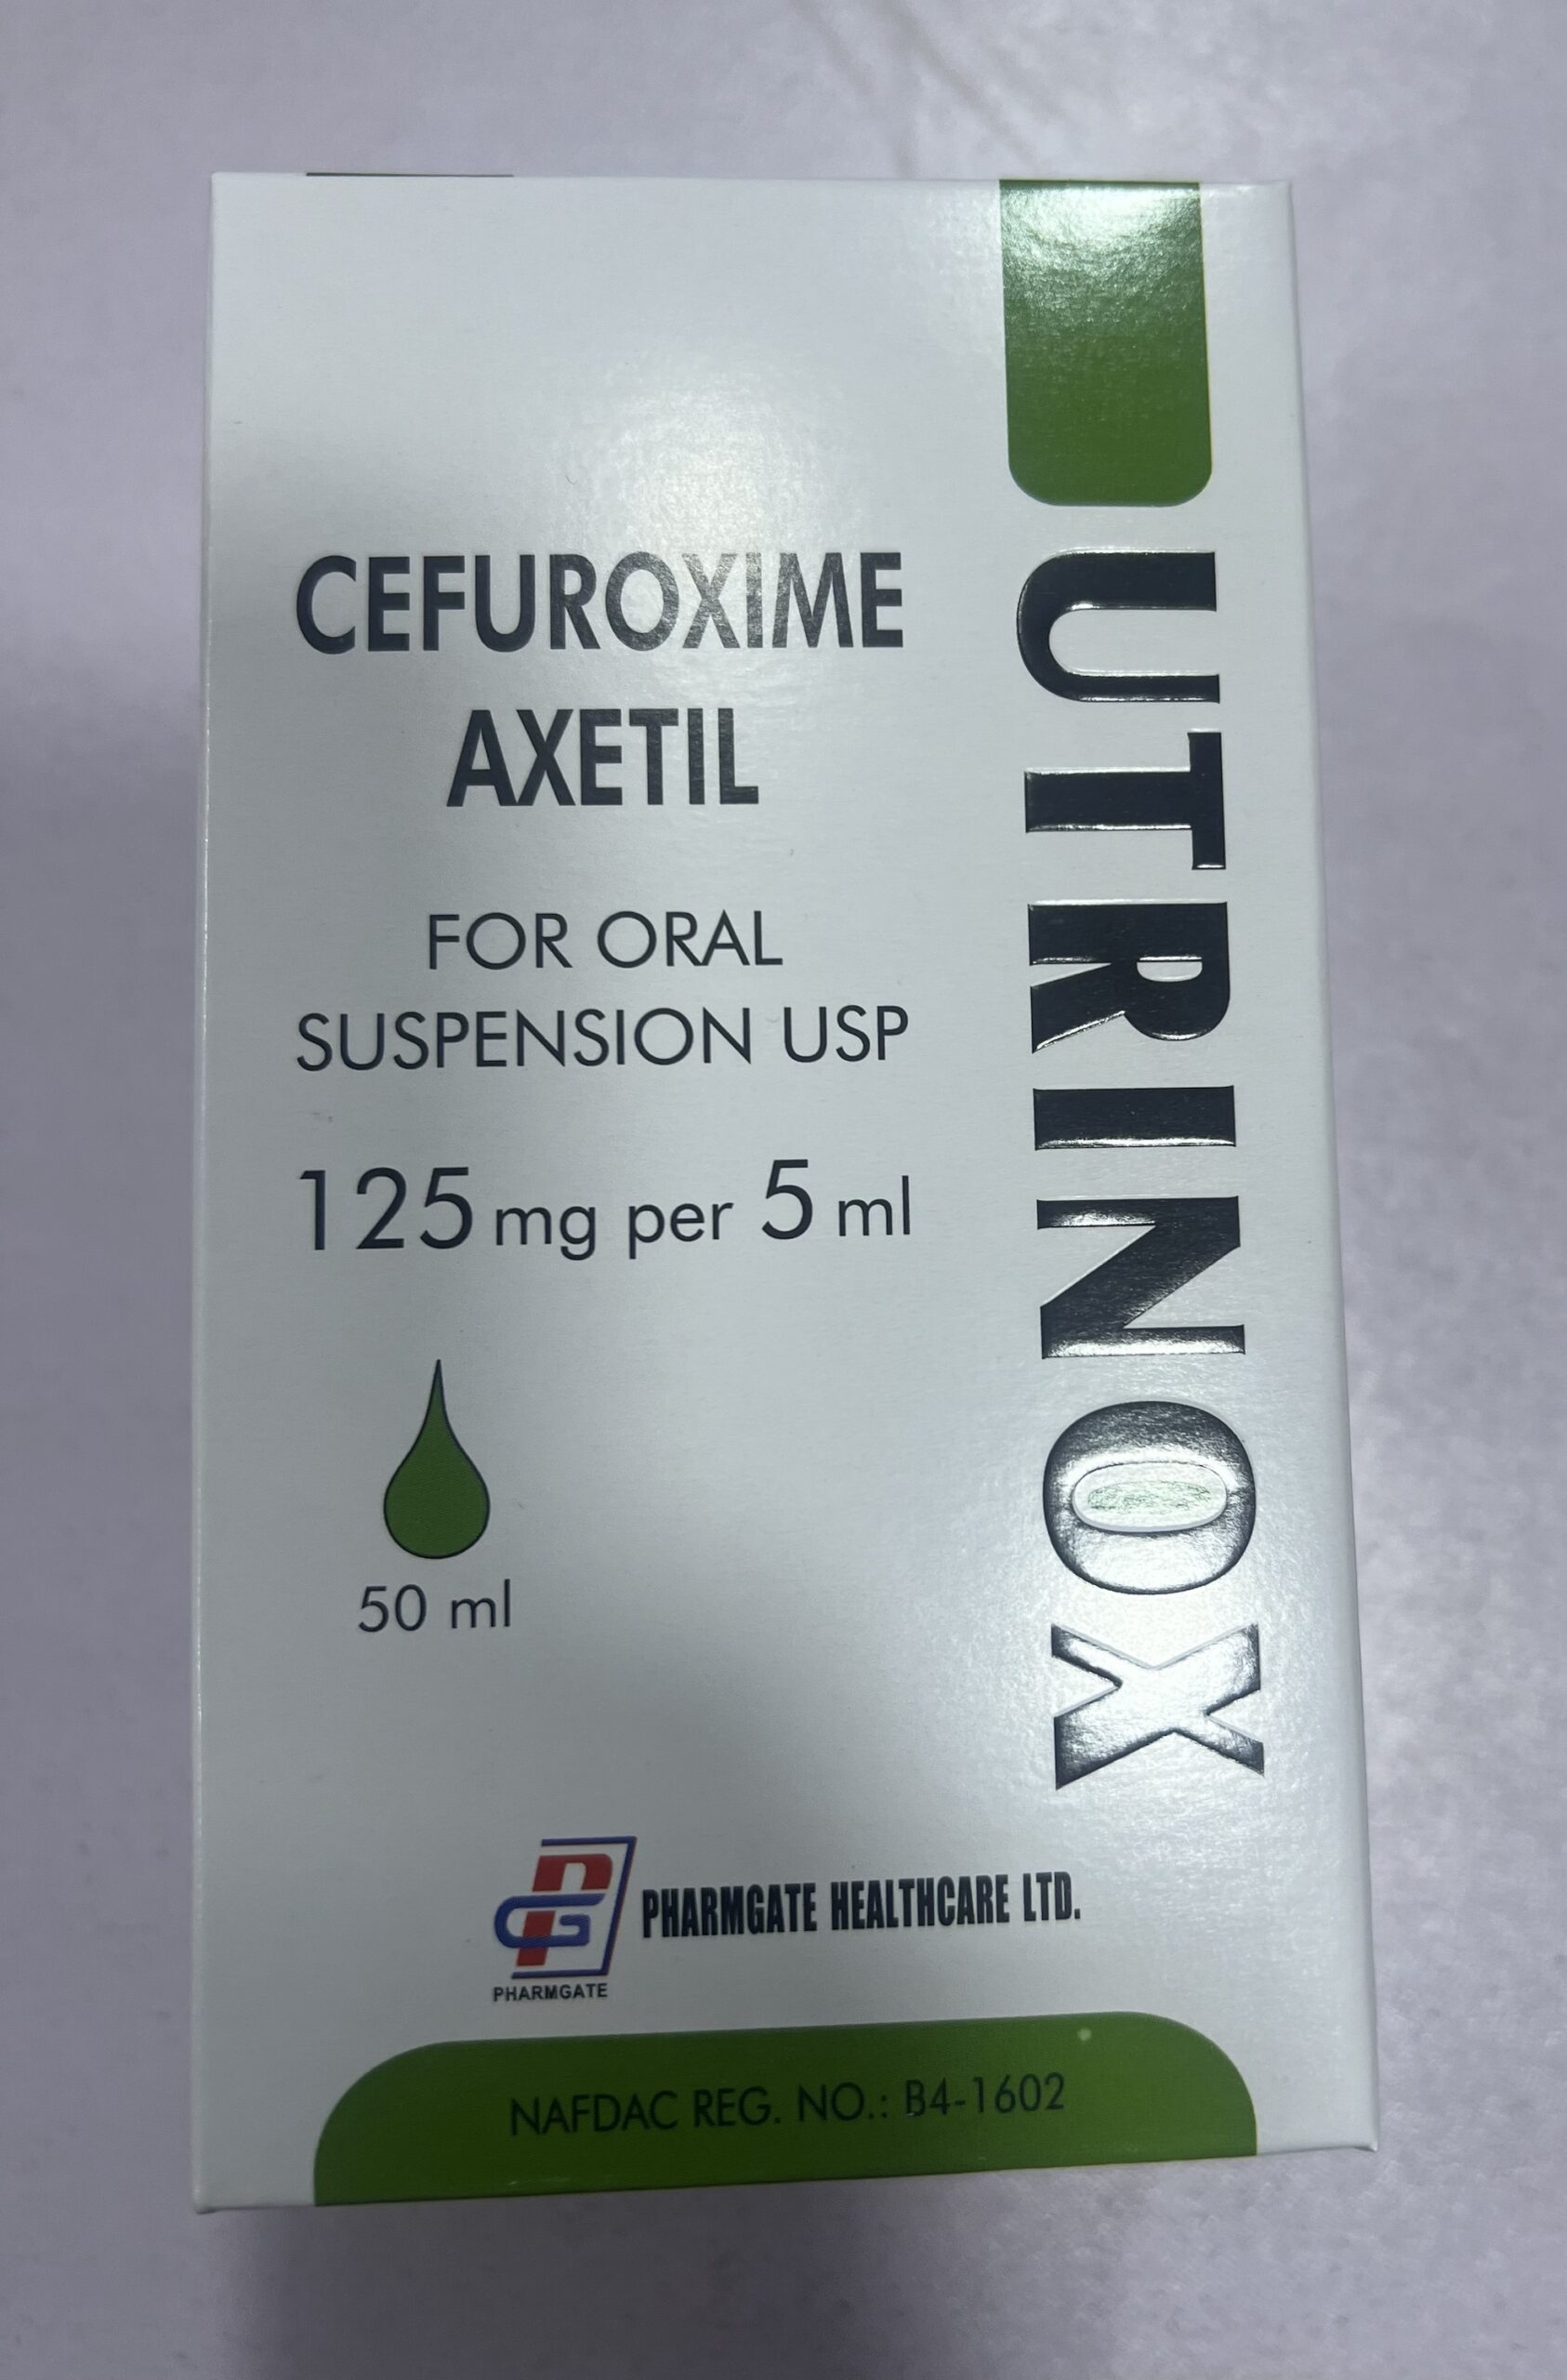 CEFUROXIME
AXETIL
FOR ORAL
SUSPENSION USP
125 mg per 5 ml
50 ml
UTRINOX
PG
PHARMGATE
PHARMGATE HEALTHCARE LTD.
NAFDAC REG. NO.: B4-1602